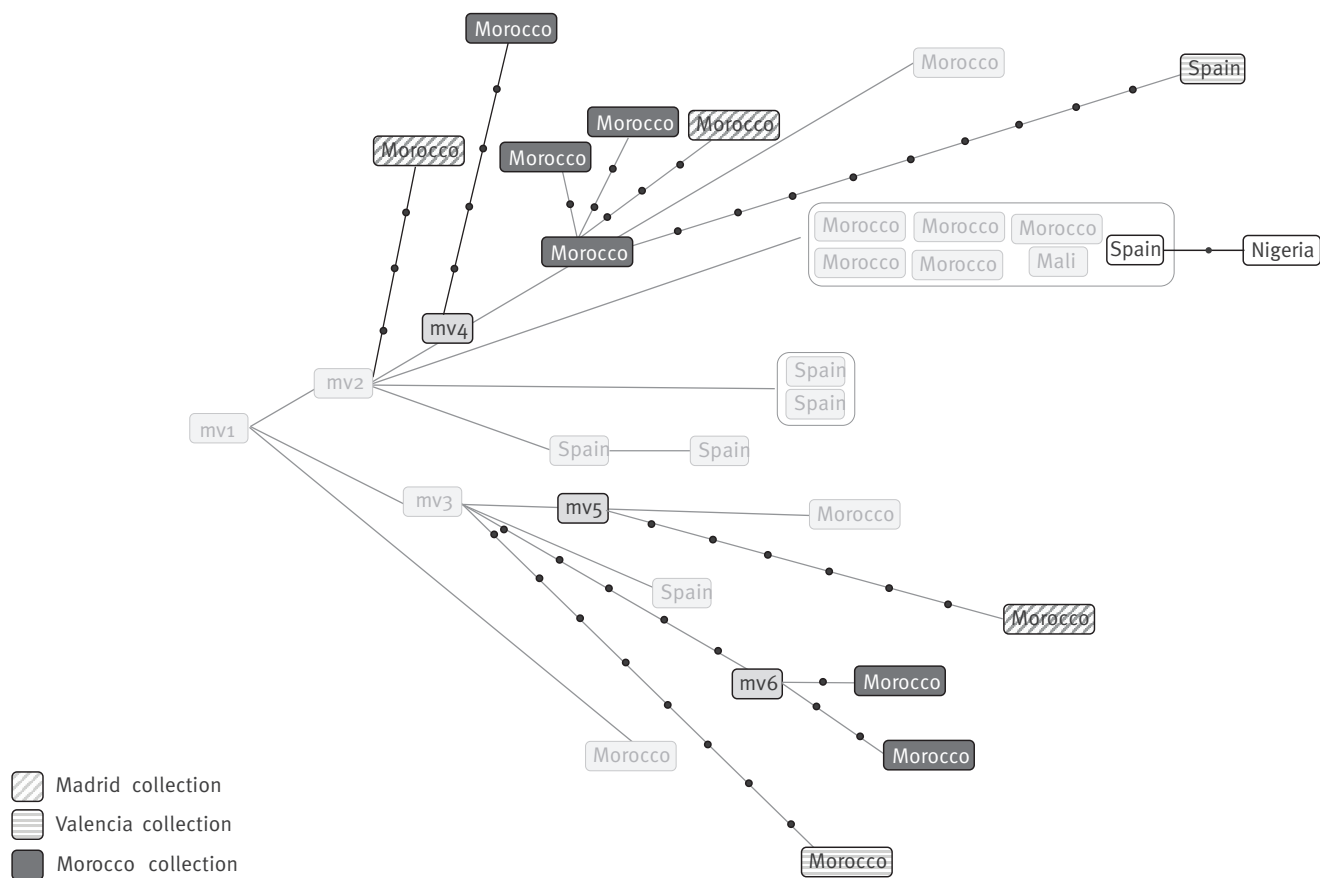 Morocco
Morocco
Spain
Morocco
Morocco
Morocco
Morocco
Morocco
Morocco
Morocco Morocco Morocco
Spain
Nigeria
Morocco Morocco Mali
mv4
mv2
Spain
Spain
mv1
Spain
Spain
mv3
mv5
Morocco
Spain
Morocco
mv6
Morocco
Morocco
Morocco
Madrid collection
Valencia collection
Morocco
Morocco collection